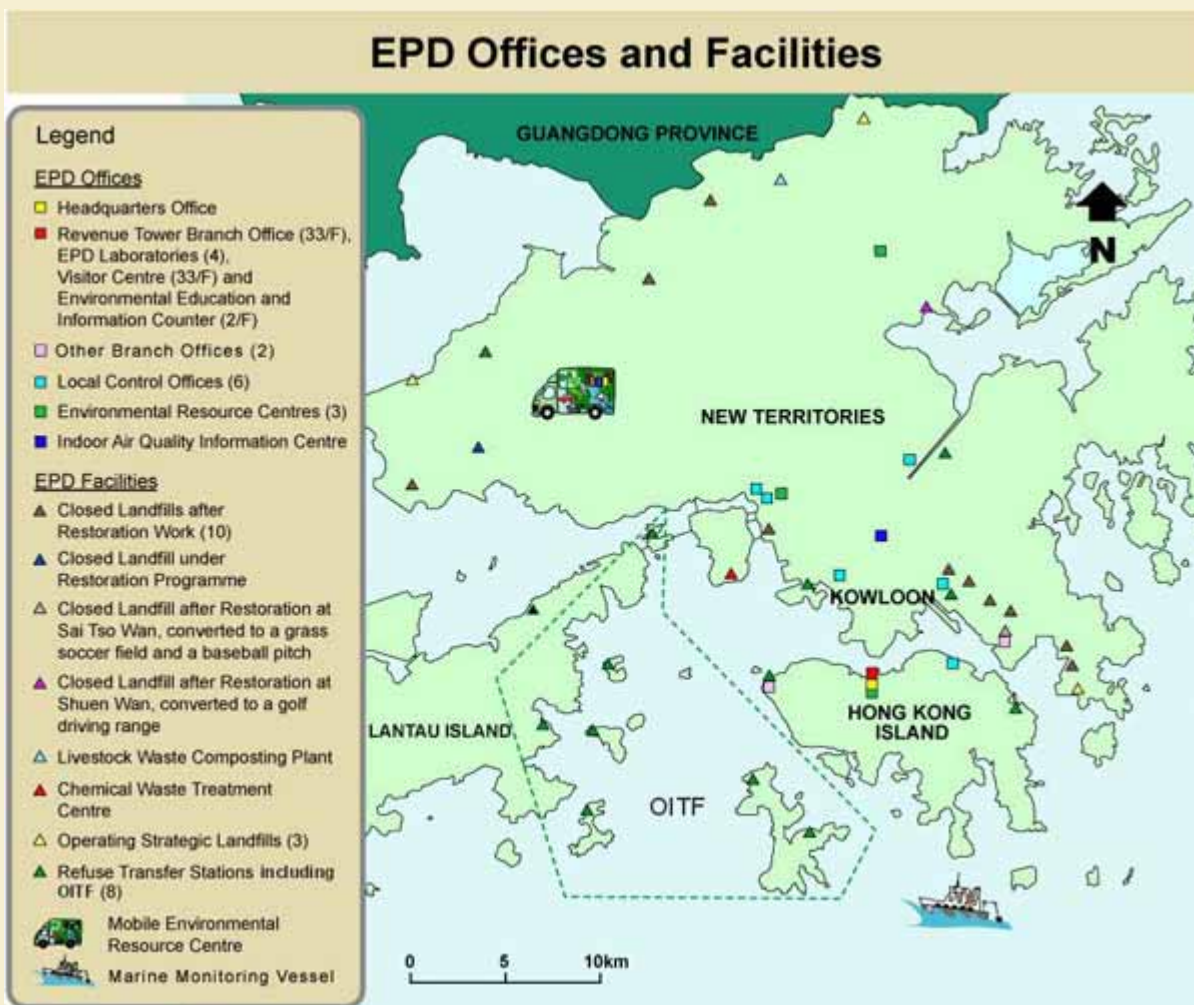 EPD Offices and Facilities
Legend
EPD Offices
Headquarters Office
Revenue Tower Branch Office (33/F),
EPD Laboratories (4),
Visitor Centre (33/F) and
Environmental Education and
Information Counter (2/F)
Other Branch Offices (2)
Local Control Offices (6)
Environmental Resource Centres (3)
Indoor Air Quality Information Centre
EPD Facilities
Closed Landfills after
Restoration Work (10)
Closed Landfill under
Restoration Programme
Closed Landfill after Restoration at
Sai Tso Wan, converted to a grass
soccer field and a baseball pitch
Closed Landfill after Restoration at
Shuen Wan, converted to a golf
driving range
Livestock Waste Composting Plant
Chemical Waste Treatment
Centre
Operating Strategic Landfills (3)
Refuse Transfer Stations including
OITF (8)
Mobile Environmental
Resource Centre
Marine Monitoring Vessel
GUANGDONG PROVINCE
N
NEW TERRITORIES
KOWLOON
HONG KONG
ISLAND
LANTAU ISLAND
OITF
0 5 10km